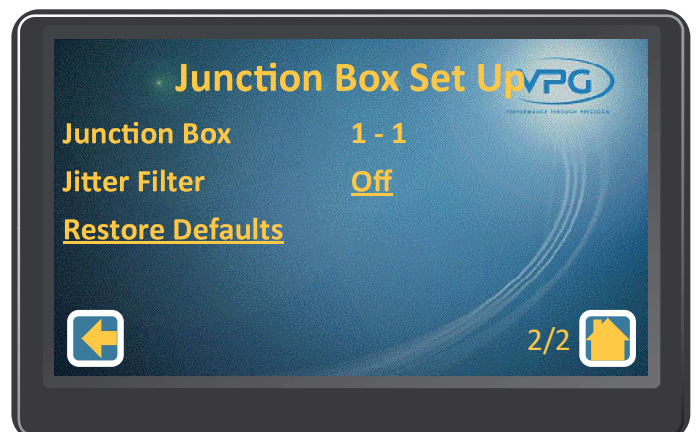 Junction Box Set Up
VPG
PERFORMANCE THROUGH PRECISION
Junction Box 1 - 1
Jitter Filter Off
Restore Defaults
2/2